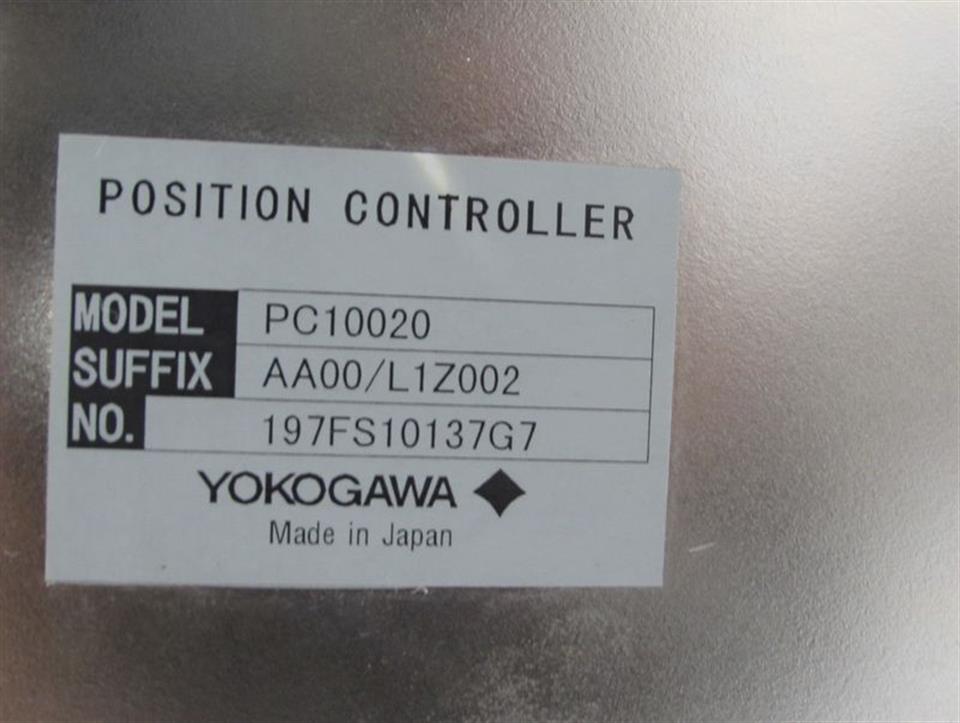 POSITION CONTROLLER
MODEL PC10020
SUFFIX AA00/L1Z002
NO. 197FS10137G7
YOKOGAWA
Made in Japan